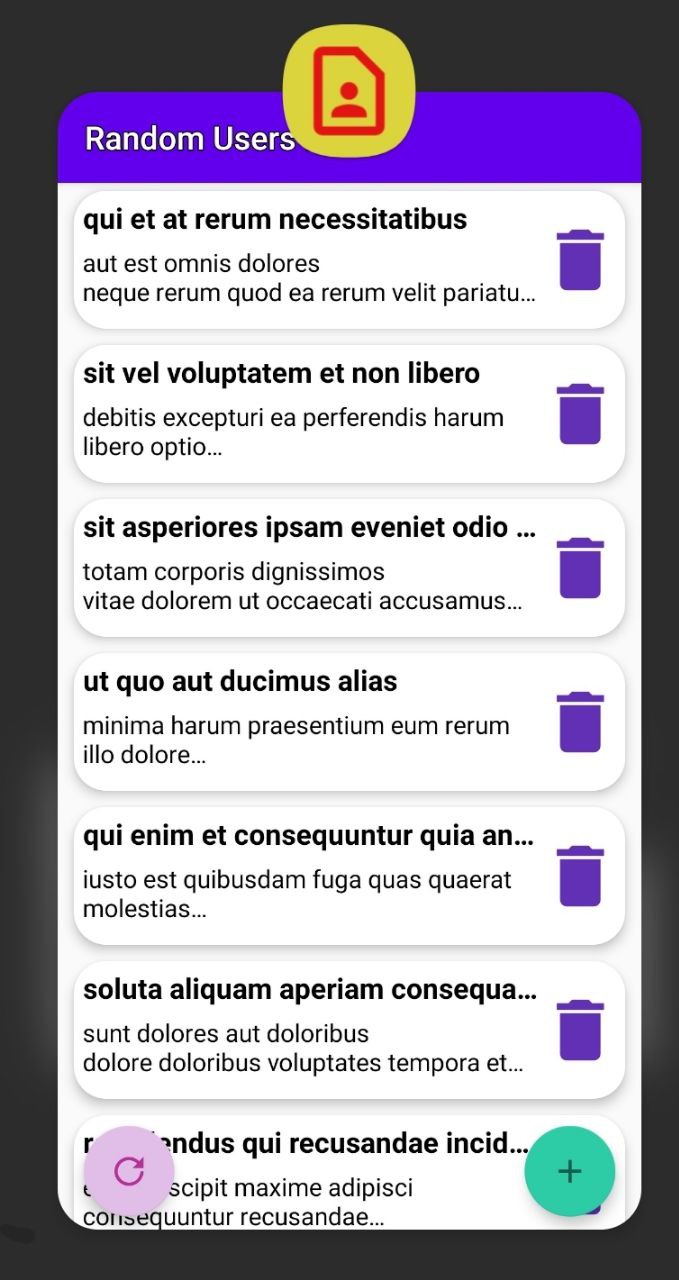 Random Users
qui et at rerum necessitatibus
aut est omnis dolores
neque rerum quod ea rerum velit pariatu...
sit vel voluptatem et non libero
debitis excepturi ea perferendis harum
libero optio...
sit asperiores ipsam eveniet odio ...
totam corporis dignissimos
vitae dolorem ut occaecati accusamus...
ut quo aut ducimus alias
minima harum praesentium eum rerum
illo dolore...
qui enim et consequuntur quia an...
iusto est quibusdam fuga quas quaerat
molestias...
soluta aliquam aperiam consequa...
sunt dolores aut doloribus
dolore doloribus voluptates tempora et...
qui recusandae incid...
maxime adipisci
consequuntur recusandae...